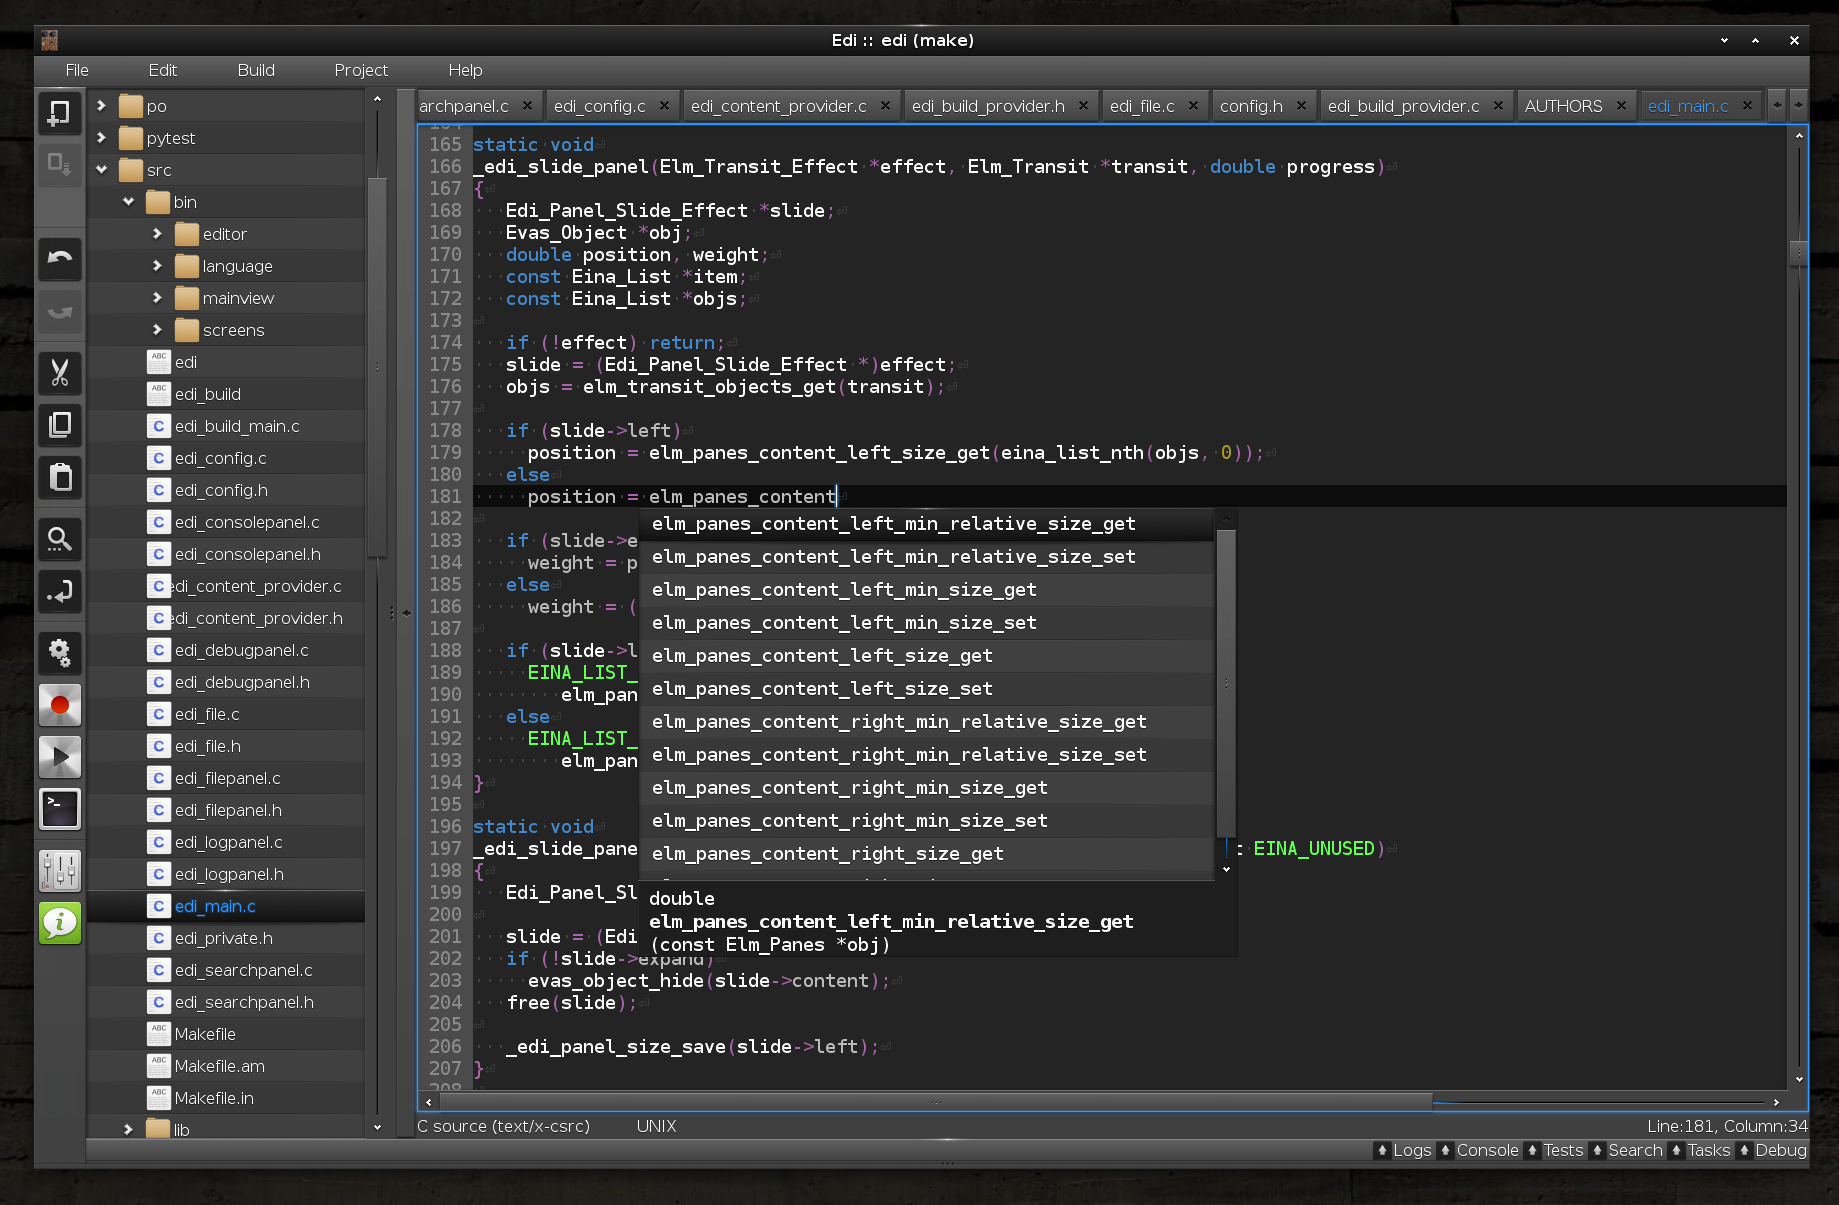 Edi :: edi (make)
File Edit Build Project Help
archpanel.c edi_config.c edi_content_provider.c edi_build_provider.h edi_file.c config.h edi_build_provider.c AUTHORS edi_main.c
po
pytest
src
bin
editor
language
mainview
screens
edi
edi_build
edi_build_main.c
edi_config.c
edi_config.h
edi_consolepanel.c
edi_consolepanel.h
edi_content_provider.c
edi_content_provider.h
edi_debugpanel.c
edi_debugpanel.h
edi_file.c
edi_file.h
edi_filepanel.c
edi_filepanel.h
edi_logpanel.c
edi_logpanel.h
edi_main.c
edi_private.h
edi_searchpanel.c
edi_searchpanel.h
Makefile
Makefile.am
Makefile.in
lib
165 static void
166 _edi_slide_panel(Elm_Transit_Effect *effect, Elm_Transit *transit, double progress)
167 {
168 Edi_Panel_Slide_Effect *slide;
169 Evas_Object *obj;
170 double position, weight;
171 const Eina_List *item;
172 const Eina_List *objs;
173
174 if (!effect) return;
175 slide = (Edi_Panel_Slide_Effect *)effect;
176 objs = elm_transit_objects_get(transit);
177
178 if (slide->left)
179 position = elm_panes_content_left_size_get(eina_list_nth(objs, 0));
180 else
181 position = elm_panes_content
182
183 if (slide->e
184 weight = p
185 else
186 weight = (
187
188 if (slide->l
189 EINA_LIST_
190 elm_pan
191 else
192 EINA_LIST_
193 elm_pan
194 }
195
196 static void
197 _edi_slide_pane t EINA_UNUSED)
198 {
199 Edi_Panel_Sl
200
201 slide = (Edi
202 if (!slide->expand)
203 evas_object_hide(slide->content);
204 free(slide);
205
206 _edi_panel_size_save(slide->left);
207 }
208
elm_panes_content_left_min_relative_size_get
elm_panes_content_left_min_relative_size_set
elm_panes_content_left_min_size_get
elm_panes_content_left_min_size_set
elm_panes_content_left_size_get
elm_panes_content_left_size_set
elm_panes_content_right_min_relative_size_get
elm_panes_content_right_min_relative_size_set
elm_panes_content_right_min_size_get
elm_panes_content_right_min_size_set
elm_panes_content_right_size_get
double
elm_panes_content_left_min_relative_size_get
(const Elm_Panes *obj)
C source (text/x-csrc) UNIX Line:181, Column:34
Logs Console Tests Search Tasks Debug